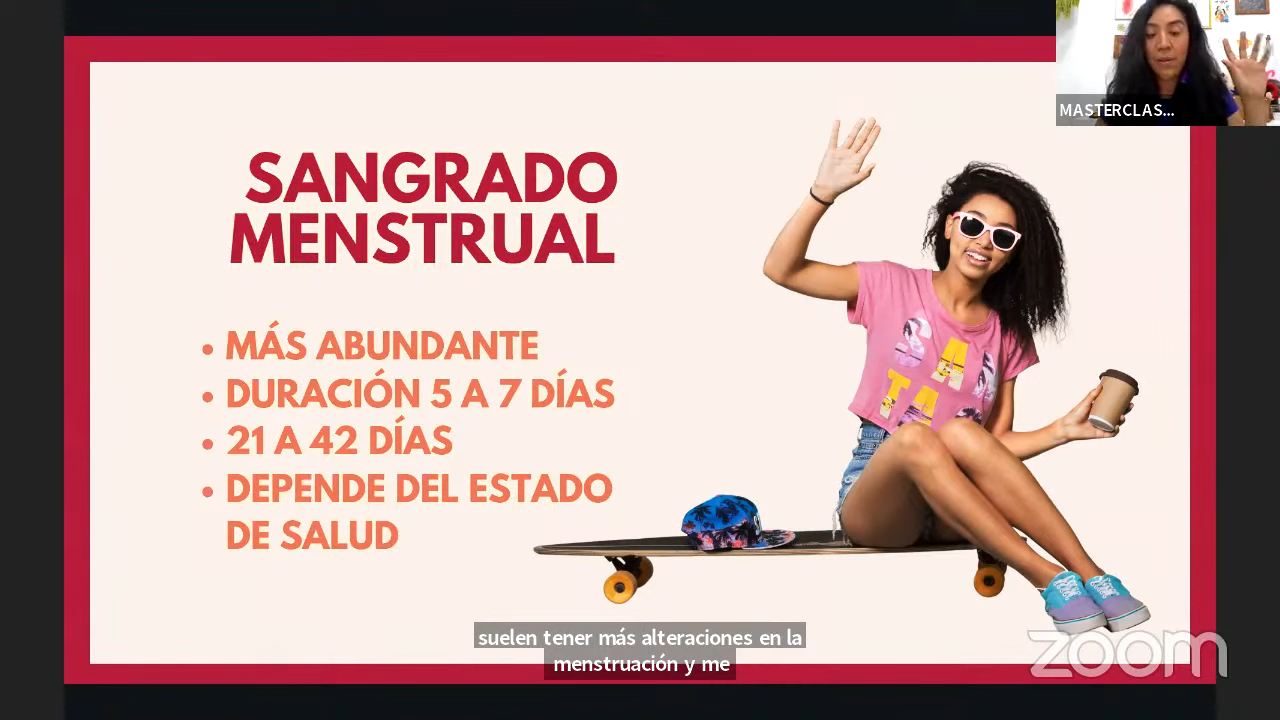 MASTERCLAS...
SANGRADO
MENSTRUAL
• MÁS ABUNDANTE
• DURACIÓN 5 A 7 DÍAS
• 21 A 42 DÍAS
• DEPENDE DEL ESTADO
DE SALUD
suelen tener más alteraciones en la
menstruación y me
zoom